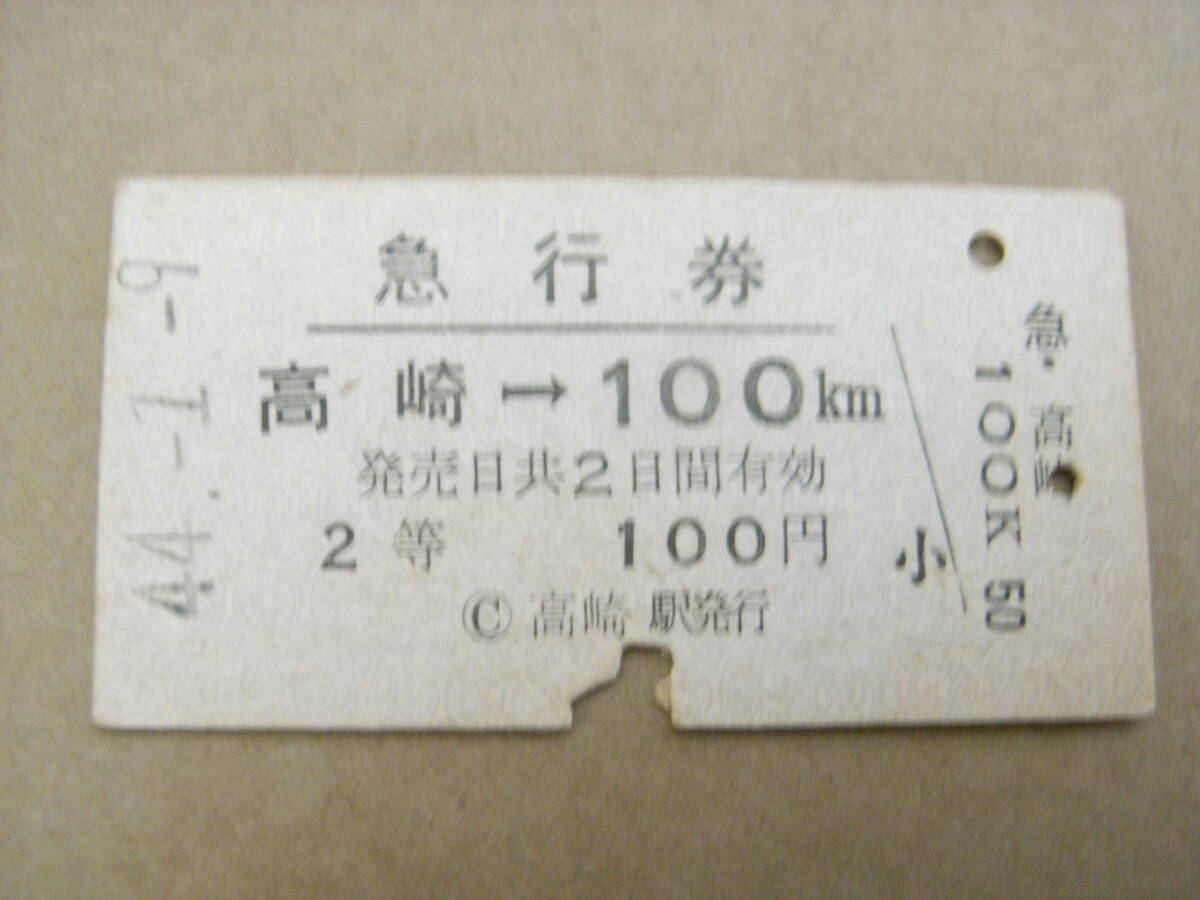 44.-1.-9
急行券
高崎→100km
発売日共2日間有効
2等 100円
Ⓒ高崎駅発行
小
急・高崎
100K 50